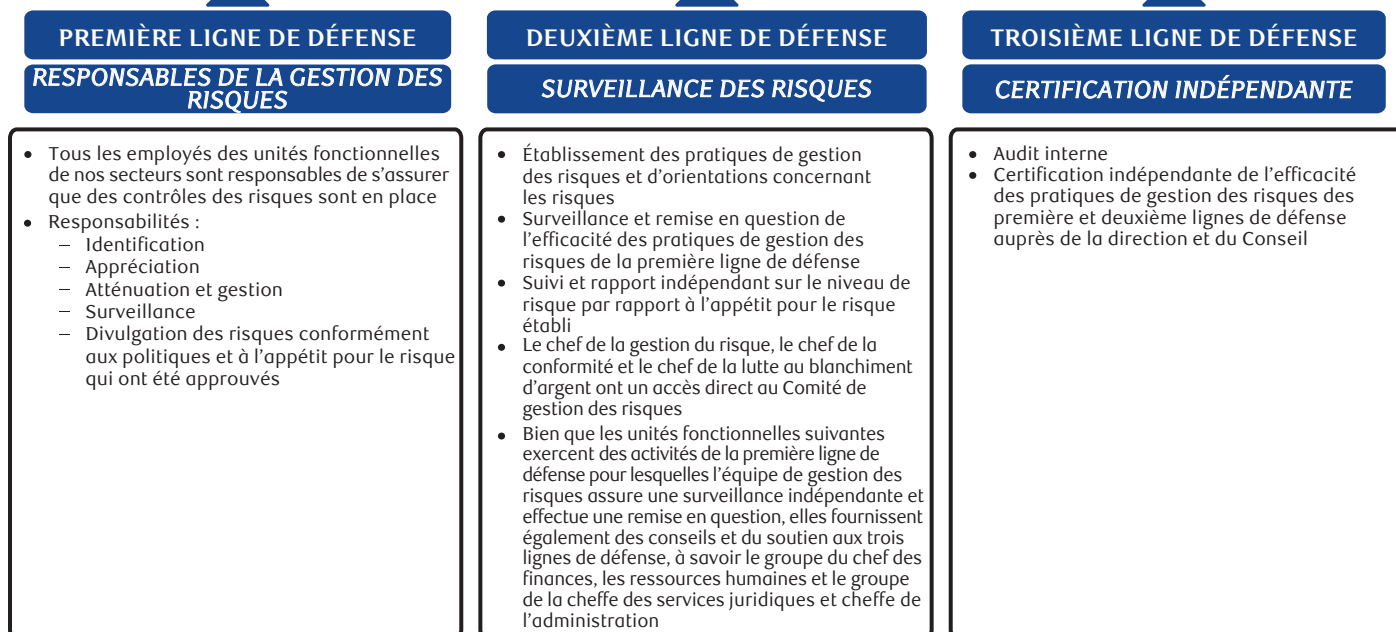 PREMIÈRE LIGNE DE DÉFENSE
RESPONSABLES DE LA GESTION DES
RISQUES
• Tous les employés des unités fonctionnelles
de nos secteurs sont responsables de s’assurer
que des contrôles des risques sont en place
• Responsabilités :
– Identification
– Appréciation
– Atténuation et gestion
– Surveillance
– Divulgation des risques conformément
aux politiques et à l’appétit pour le risque
qui ont été approuvés
DEUXIÈME LIGNE DE DÉFENSE
SURVEILLANCE DES RISQUES
• Établissement des pratiques de gestion
des risques et d’orientations concernant
les risques
• Surveillance et remise en question de
l’efficacité des pratiques de gestion des
risques de la première ligne de défense
• Suivi et rapport indépendant sur le niveau de
risque par rapport à l’appétit pour le risque
établi
• Le chef de la gestion du risque, le chef de la
conformité et le chef de la lutte au blanchiment
d’argent ont un accès direct au Comité de
gestion des risques
• Bien que les unités fonctionnelles suivantes
exercent des activités de la première ligne de
défense pour lesquelles l’équipe de gestion des
risques assure une surveillance indépendante et
effectue une remise en question, elles fournissent
également des conseils et du soutien aux trois
lignes de défense, à savoir le groupe du chef des
finances, les ressources humaines et le groupe
de la cheffe des services juridiques et cheffe de
l’administration
TROISIÈME LIGNE DE DÉFENSE
CERTIFICATION INDÉPENDANTE
• Audit interne
• Certification indépendante de l’efficacité
des pratiques de gestion des risques des
première et deuxième lignes de défense
auprès de la direction et du Conseil